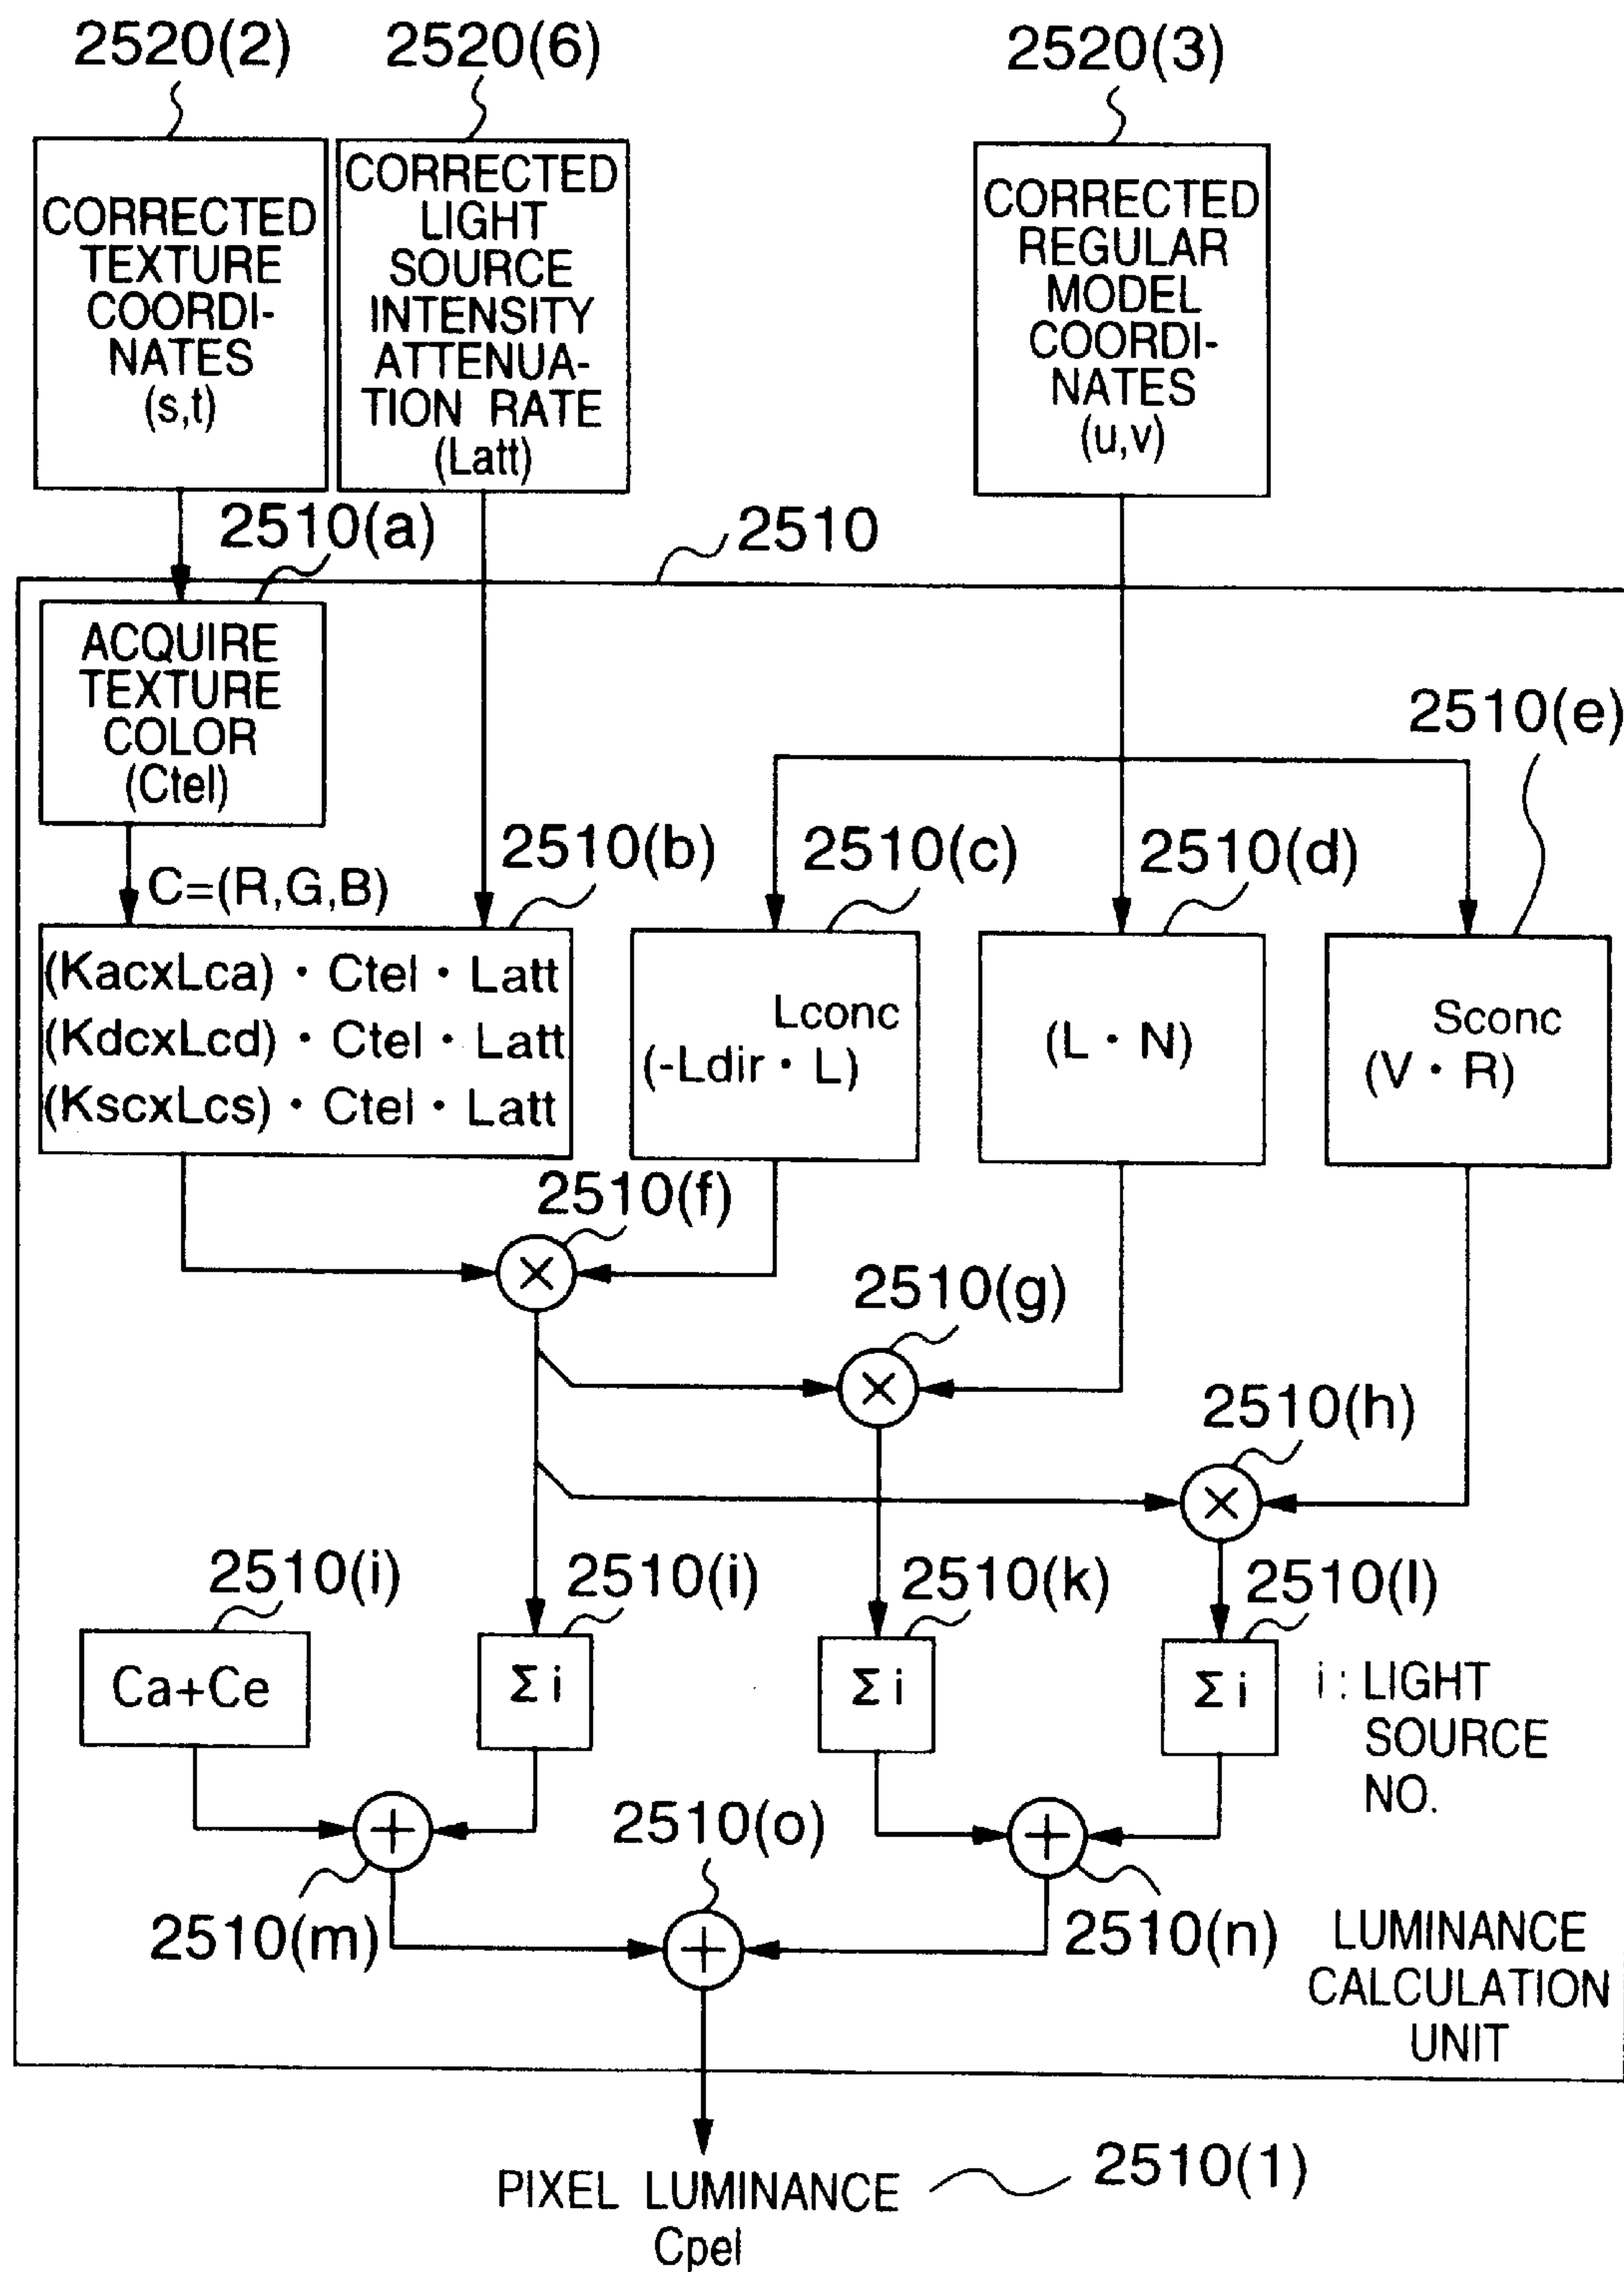 2520(2)
2520(6)
2520(3)
CORRECTED
TEXTURE
COORDI-
NATES
(s,t)
CORRECTED
LIGHT
SOURCE
INTENSITY
ATTENUA-
TION RATE
(Latt)
CORRECTED
REGULAR
MODEL
COORDI-
NATES
(u,v)
2510(a)
2510
ACQUIRE
TEXTURE
COLOR
(Ctel)
2510(e)
C=(R,G,B)
2510(b)
2510(c)
2510(d)
(KacxLca) · Ctel · Latt
(KdcxLcd) · Ctel · Latt
(KscxLcs) · Ctel · Latt
Lconc
(-Ldir · L)
(L · N)
Sconc
(V · R)
2510(f)
×
2510(g)
×
2510(h)
×
2510(i)
2510(i)
2510(k)
2510(l)
Ca+Ce
Σ i
Σ i
Σ i
i : LIGHT
SOURCE
NO.
+
2510(o)
+
2510(m)
+
2510(n)
LUMINANCE
CALCULATION
UNIT
PIXEL LUMINANCE
Cpel
2510(1)